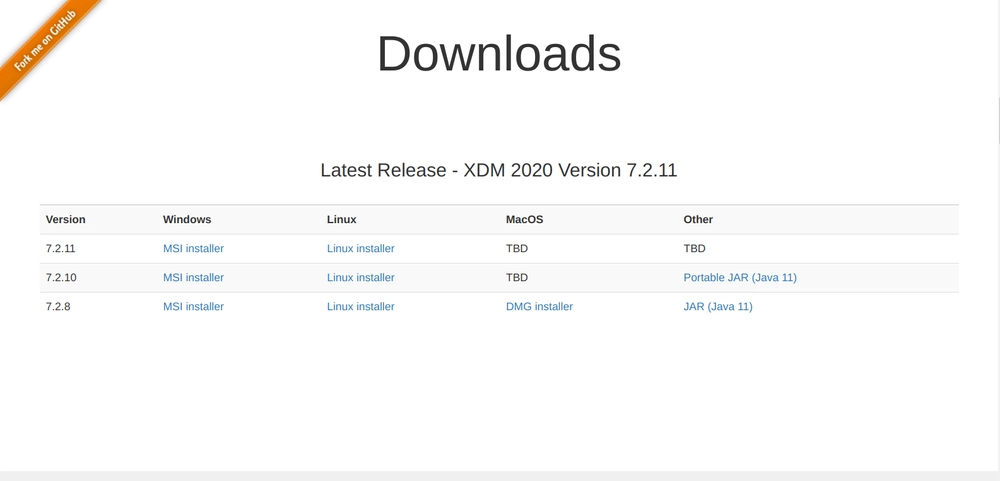 Fork me on GitHub
Downloads
Latest Release - XDM 2020 Version 7.2.11
Version Windows Linux MacOS Other
7.2.11 MSI installer Linux installer TBD TBD
7.2.10 MSI installer Linux installer TBD Portable JAR (Java 11)
7.2.8 MSI installer Linux installer DMG installer JAR (Java 11)